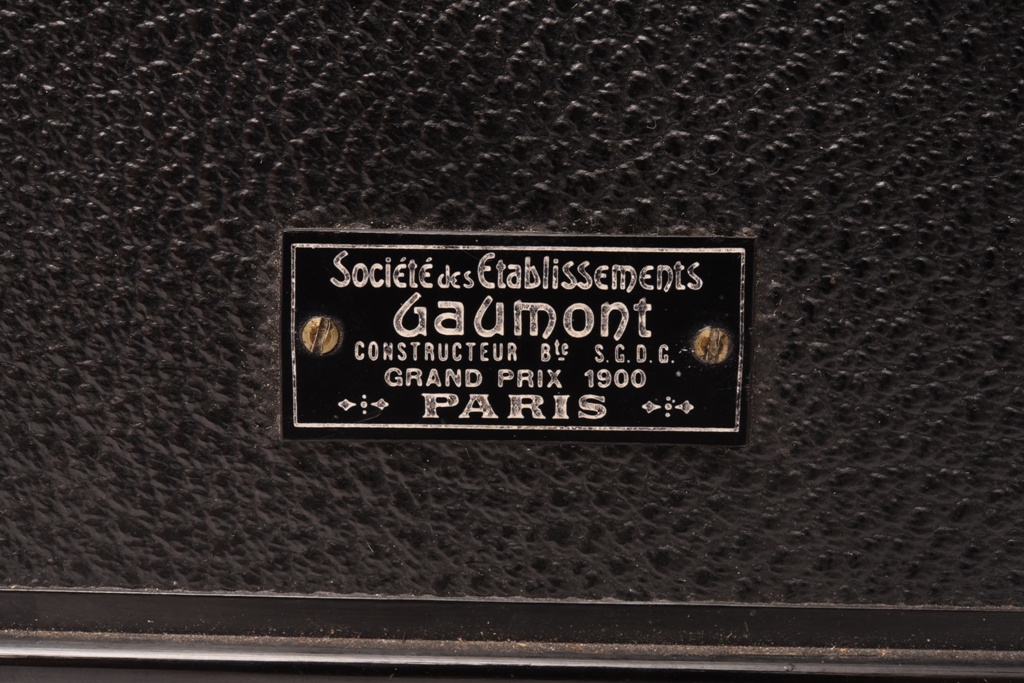 Société des Etablissements
Gaumont
CONSTRUCTEUR Bte S.G.D.G.
GRAND PRIX 1900
PARIS